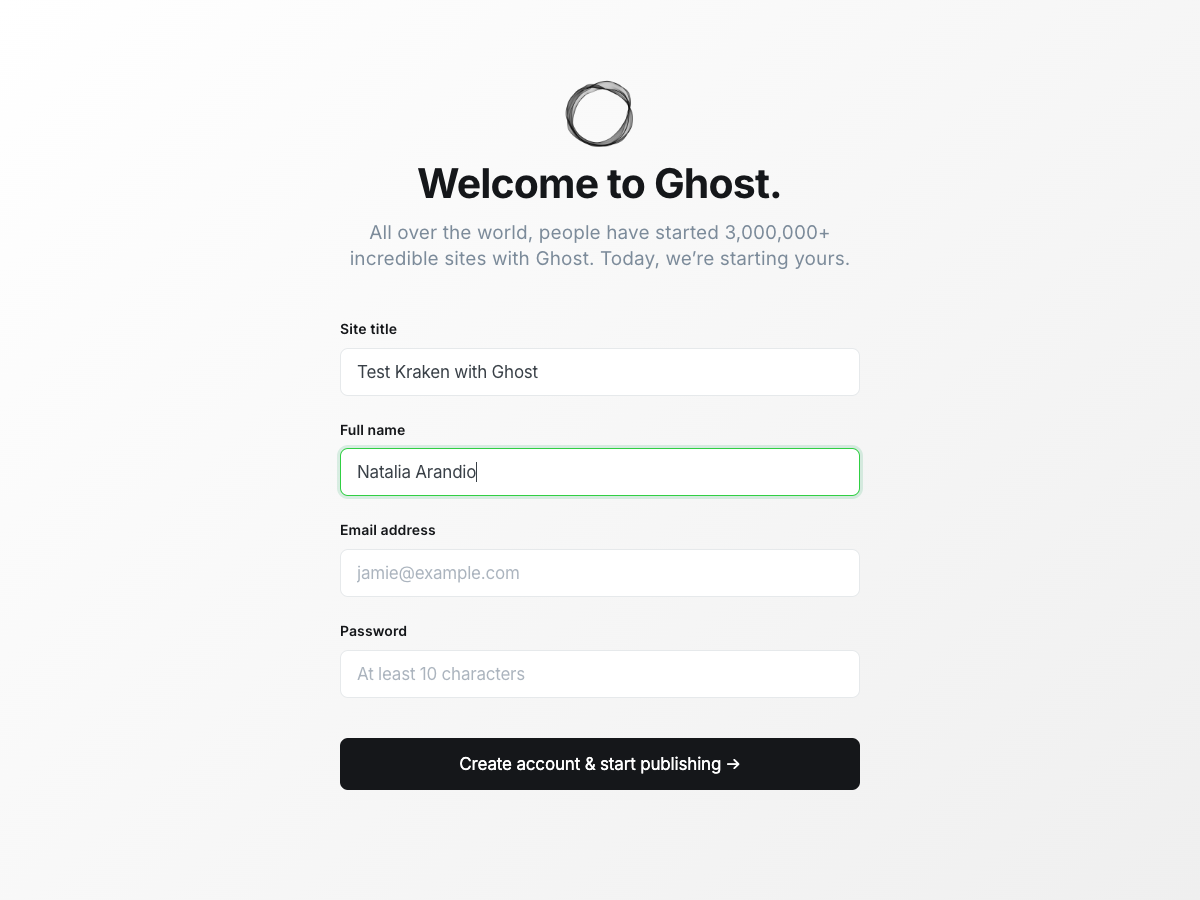 Welcome to Ghost.
All over the world, people have started 3,000,000+
incredible sites with Ghost. Today, we’re starting yours.
Site title
Test Kraken with Ghost
Full name
Natalia Arandio
Email address
jamie@example.com
Password
At least 10 characters
Create account & start publishing →